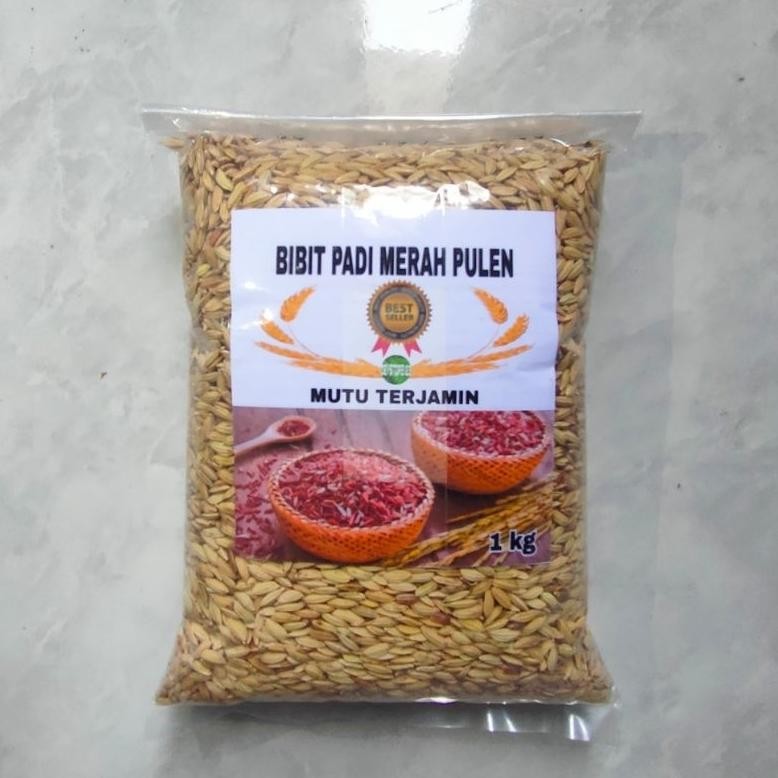 BIBIT PADI MERAH PULEN
BEST
SELLER
MUTU TERJAMIN
1 kg